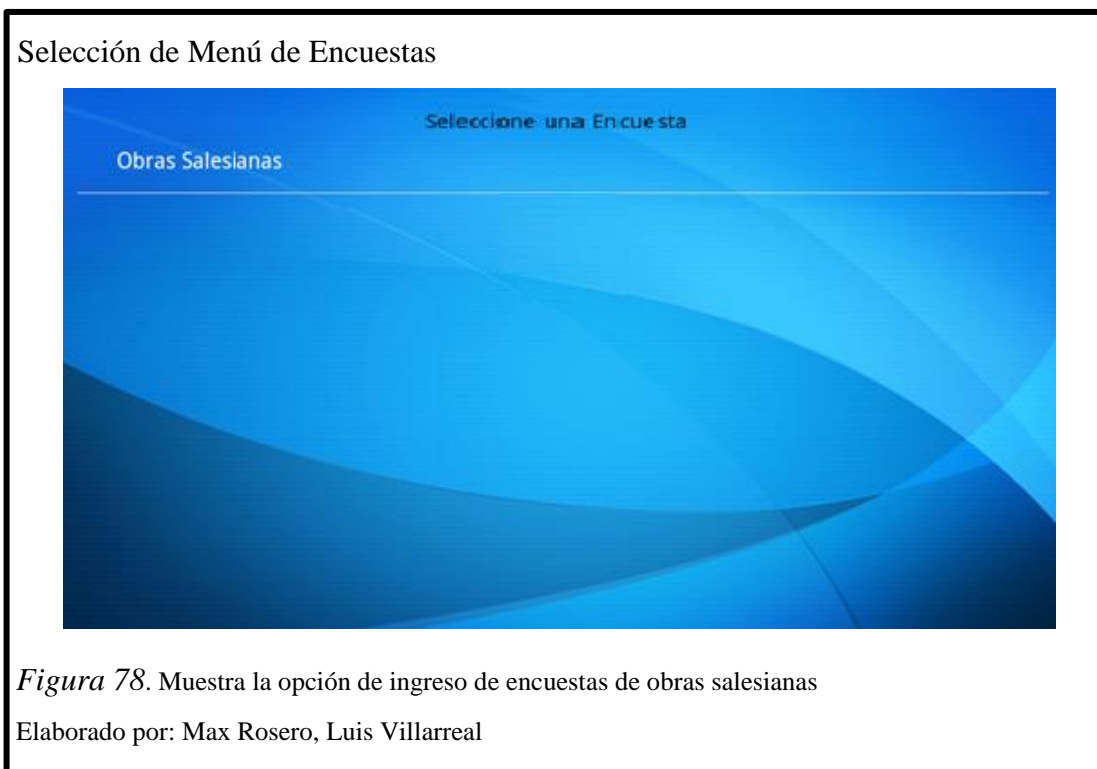 Selección de Menú de Encuestas
Seleccione una Encuesta
Obras Salesianas
Figura 78. Muestra la opción de ingreso de encuestas de obras salesianas
Elaborado por: Max Rosero, Luis Villarreal